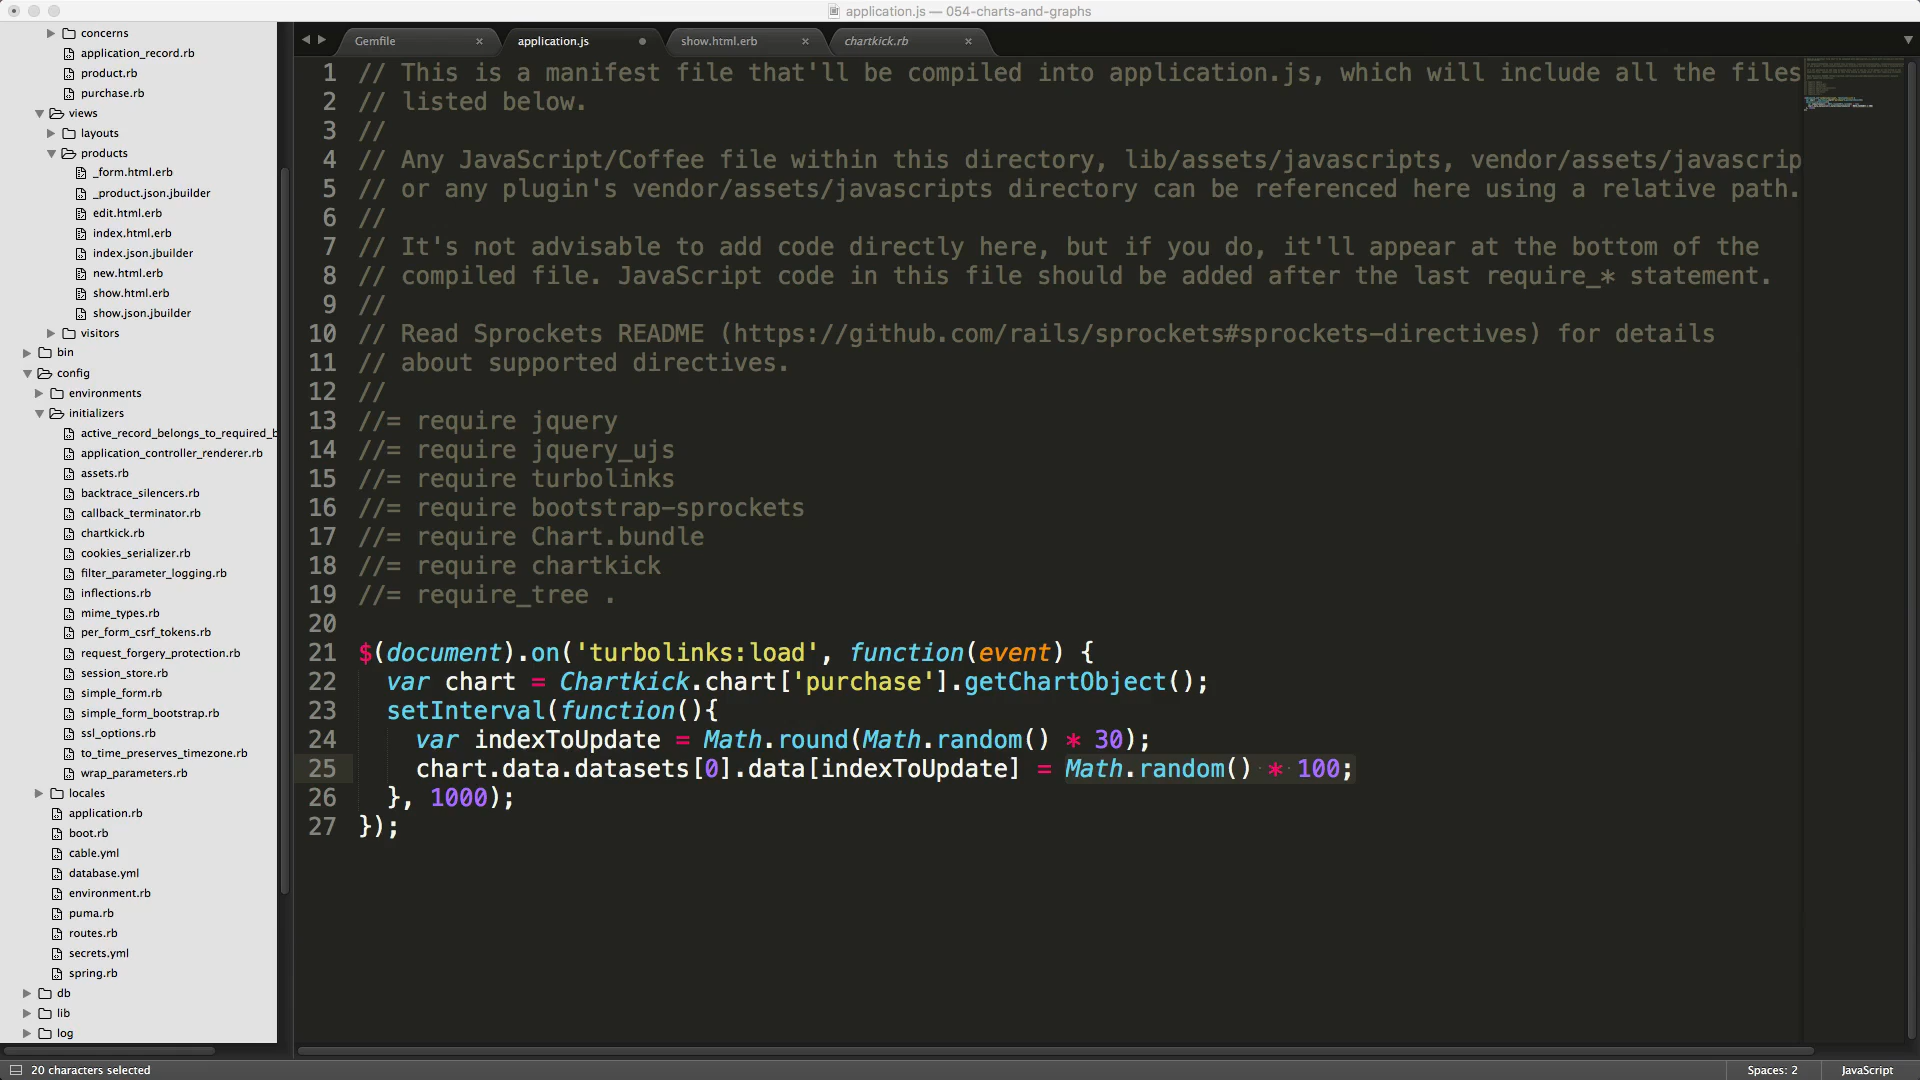 application.js — 054-charts-and-graphs
concerns
application_record.rb
product.rb
purchase.rb
views
layouts
products
_form.html.erb
_product.json.jbuilder
edit.html.erb
index.html.erb
index.json.jbuilder
new.html.erb
show.html.erb
show.json.jbuilder
visitors
bin
config
environments
initializers
active_record_belongs_to_required_b
application_controller_renderer.rb
assets.rb
backtrace_silencers.rb
callback_terminator.rb
chartkick.rb
cookies_serializer.rb
filter_parameter_logging.rb
inflections.rb
mime_types.rb
per_form_csrf_tokens.rb
request_forgery_protection.rb
session_store.rb
simple_form.rb
simple_form_bootstrap.rb
ssl_options.rb
to_time_preserves_timezone.rb
wrap_parameters.rb
locales
application.rb
boot.rb
cable.yml
database.yml
environment.rb
puma.rb
routes.rb
secrets.yml
spring.rb
db
lib
log
Gemfile
application.js
show.html.erb
chartkick.rb
1 // This is a manifest file that'll be compiled into application.js, which will include all the files
2 // listed below.
3 //
4 // Any JavaScript/Coffee file within this directory, lib/assets/javascripts, vendor/assets/javascrip
5 // or any plugin's vendor/assets/javascripts directory can be referenced here using a relative path.
6 //
7 // It's not advisable to add code directly here, but if you do, it'll appear at the bottom of the
8 // compiled file. JavaScript code in this file should be added after the last require_* statement.
9 //
10 // Read Sprockets README (https://github.com/rails/sprockets#sprockets-directives) for details
11 // about supported directives.
12 //
13 //= require jquery
14 //= require jquery_ujs
15 //= require turbolinks
16 //= require bootstrap-sprockets
17 //= require Chart.bundle
18 //= require chartkick
19 //= require_tree .
20
21 $(document).on('turbolinks:load', function(event) {
22 var chart = Chartkick.chart['purchase'].getChartObject();
23 setInterval(function(){
24 var indexToUpdate = Math.round(Math.random() * 30);
25 chart.data.datasets[0].data[indexToUpdate] = Math.random() * 100;
26 }, 1000);
27 });
20 characters selected
Spaces: 2
JavaScript